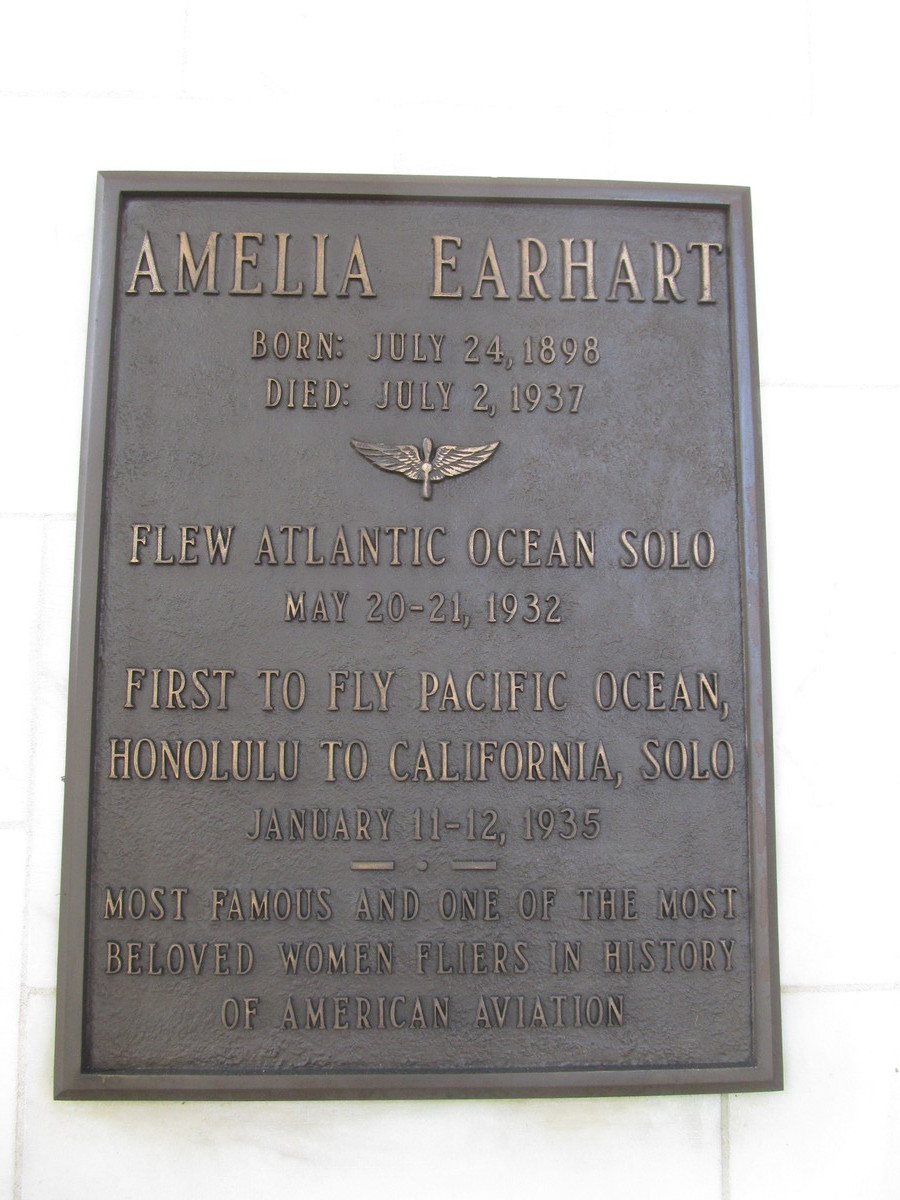 AMELIA EARHART
BORN: JULY 24, 1898
DIED: JULY 2, 1937
FLEW ATLANTIC OCEAN SOLO
MAY 20-21, 1932
FIRST TO FLY PACIFIC OCEAN,
HONOLULU TO CALIFORNIA, SOLO
JANUARY 11-12, 1935
MOST FAMOUS AND ONE OF THE MOST
BELOVED WOMEN FLIERS IN HISTORY
OF AMERICAN AVIATION